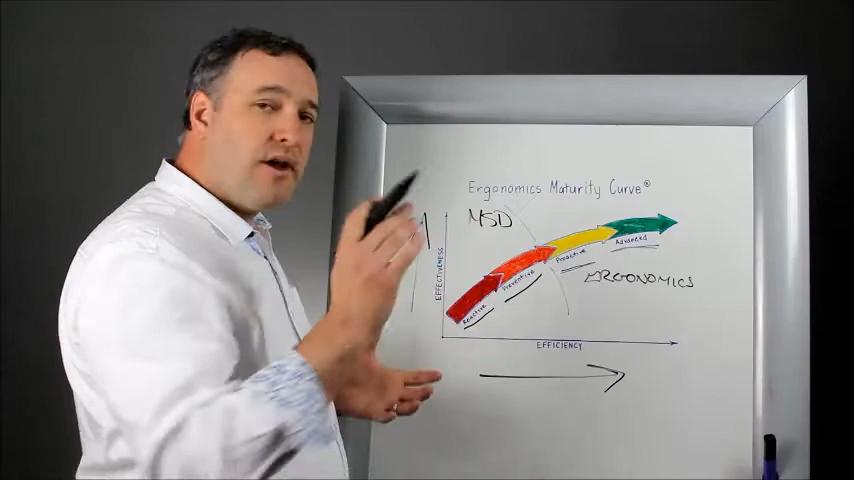 Ergonomics Maturity Curve®
MSD
EFFECTIVENESS
Reactive
Preventive
Proactive
Advanced
ERGONOMICS
EFFICIENCY